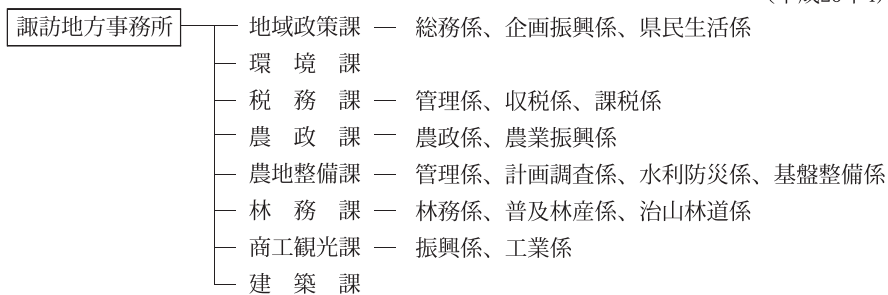 諏訪地方事務所 地域政策課 総務係、企画振興係、県民生活係
環境課
税務課 管理係、収税係、課税係
農政課 農政係、農業振興係
農地整備課 管理係、計画調査係、水利防災係、基盤整備係
林務課 林務係、普及林産係、治山林道係
商工観光課 振興係、工業係
建築課